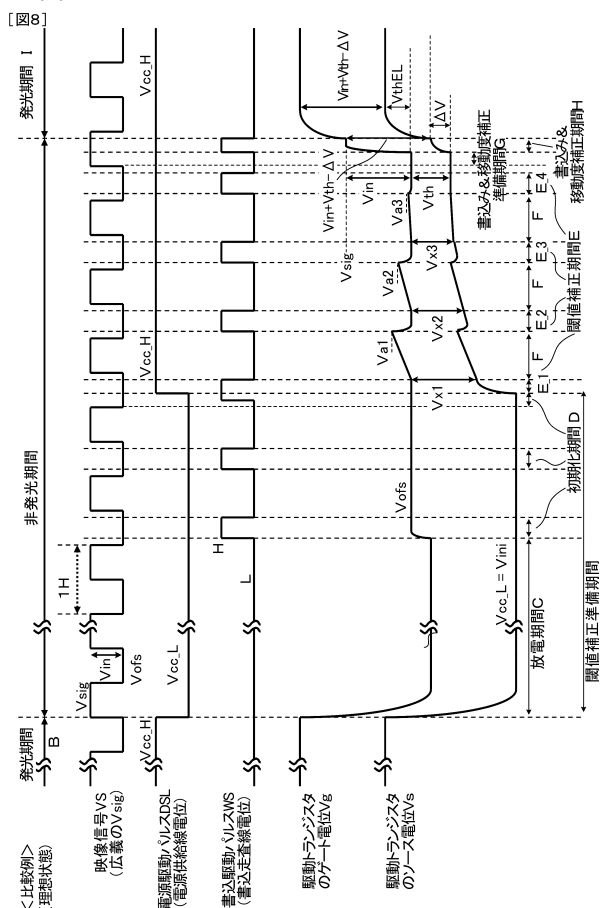 [図8]
<比較例>
(理想状態)
発光期間
B
非発光期間
発光期間 I
映像信号VS
(広義のVsig)
Vsig
Vin
Vofs
1H
電源駆動パルスDSL
(電源供給線電位)
Vcc_H
Vcc_L
Vcc_H
Vcc_H
書込駆動パルスWS
(書込走査線電位)
H
L
駆動トランジスタ
のゲート電位Vg
Vofs
Va1
Va2
Va3
Vsig
Vin
Vin+Vth-ΔV
Vin+Vth-ΔV
駆動トランジスタ
のソース電位Vs
Vcc_L = Vini
Vx1
Vx2
Vx3
Vth
VthEL
ΔV
放電期間C
初期化期間D
E_1
F
E_2
F
E_3
F
E_4
閾値補正期間E
書込み&移動度補正
準備期間G
書込み&
移動度補正期間H
閾値補正準備期間